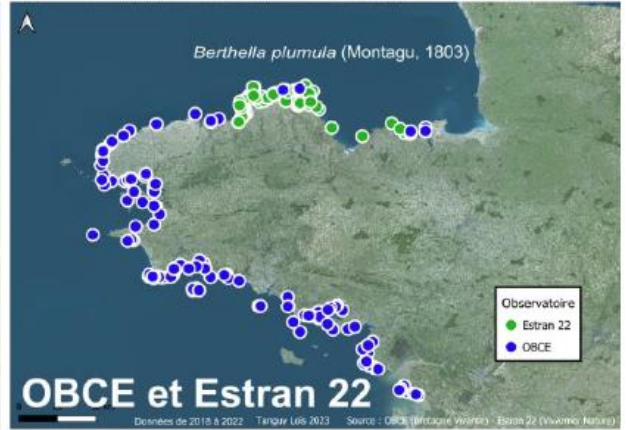 Berthella plumula (Montagu, 1803)
Observatoire
Estran 22
OBCE
OBCE et Estran 22
Données de 2018 à 2022 Tanguy Loïs 2023 Source : OBCE (Bretagne Vivante) - Estran 22 (VivArmor Nature)